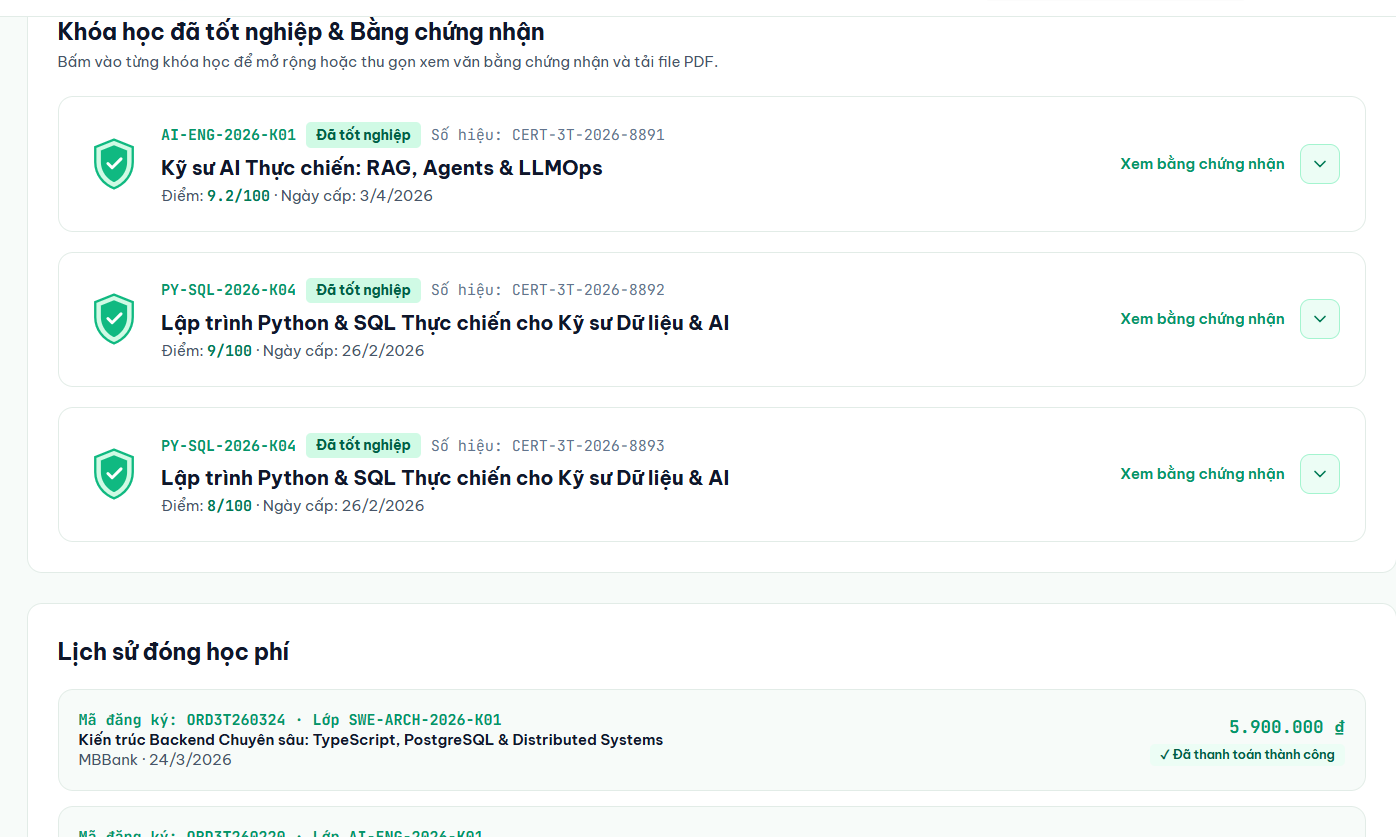 Khóa học đã tốt nghiệp & Bằng chứng nhận
Bấm vào từng khóa học để mở rộng hoặc thu gọn xem văn bằng chứng nhận và tải file PDF.
AI-ENG-2026-K01 Đã tốt nghiệp Số hiệu: CERT-3T-2026-8891
Kỹ sư AI Thực chiến: RAG, Agents & LLMOps
Điểm: 9.2/100 · Ngày cấp: 3/4/2026
Xem bằng chứng nhận
PY-SQL-2026-K04 Đã tốt nghiệp Số hiệu: CERT-3T-2026-8892
Lập trình Python & SQL Thực chiến cho Kỹ sư Dữ liệu & AI
Điểm: 9/100 · Ngày cấp: 26/2/2026
Xem bằng chứng nhận
PY-SQL-2026-K04 Đã tốt nghiệp Số hiệu: CERT-3T-2026-8893
Lập trình Python & SQL Thực chiến cho Kỹ sư Dữ liệu & AI
Điểm: 8/100 · Ngày cấp: 26/2/2026
Xem bằng chứng nhận
Lịch sử đóng học phí
Mã đăng ký: ORD3T260324 · Lớp SWE-ARCH-2026-K01
Kiến trúc Backend Chuyên sâu: TypeScript, PostgreSQL & Distributed Systems
MBBank · 24/3/2026
5.900.000 ₫
✓ Đã thanh toán thành công
Mã đăng ký: ORD3T260220 · Lớp AI-ENG-2026-K01